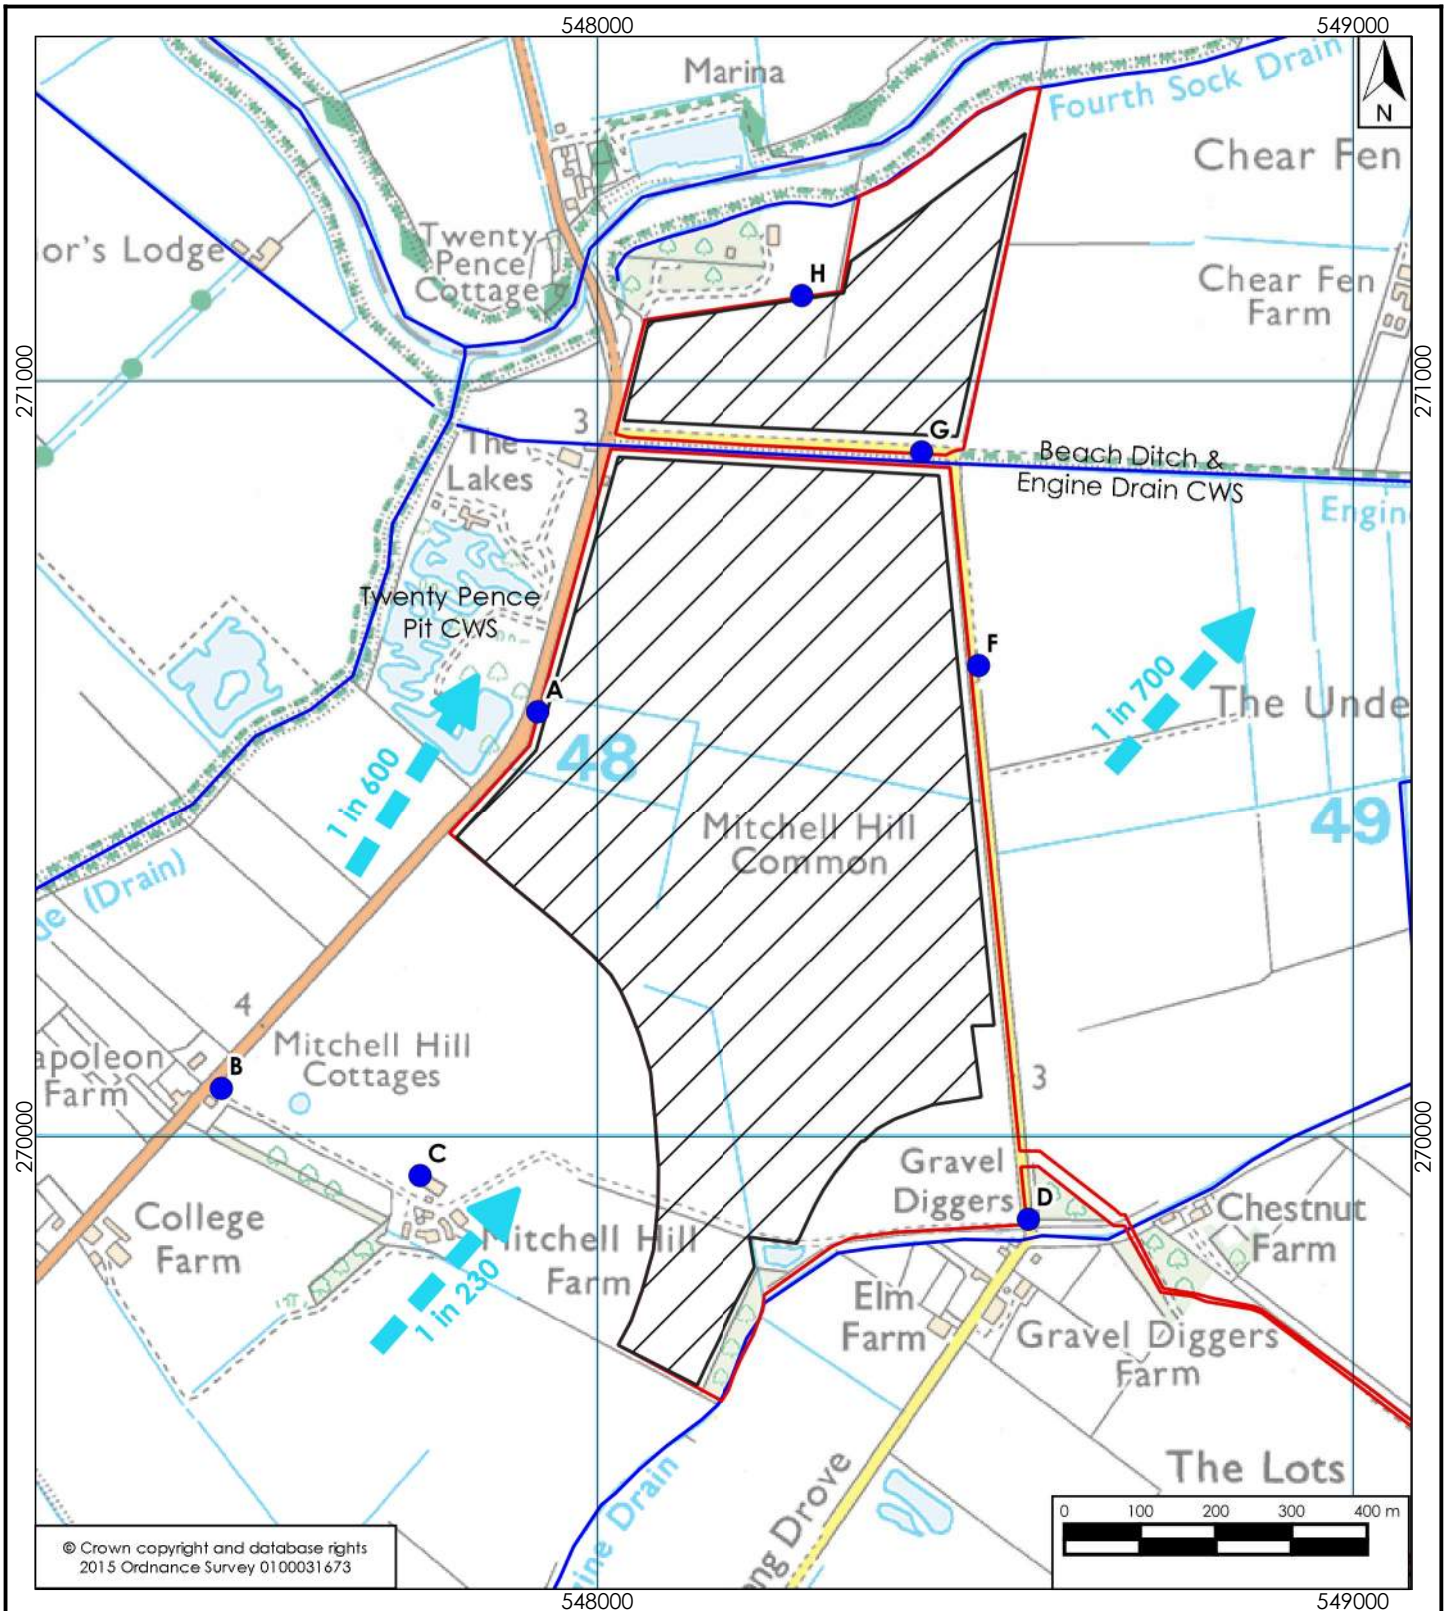 548000
549000
Marina
Fourth Sock Drain
N
Chear Fen
or's Lodge
Twenty
Pence
Cottage
H
Chear Fen
Farm
271000
271000
3
G
The
Lakes
Beach Ditch &
Engine Drain CWS
Engin
Twenty Pence
Pit CWS
F
A
1 in 700
The Unde
48
1 in 600
Mitchell Hill
Common
49
de (Drain)
4
Mitchell Hill
Cottages
apoleon
Farm
B
3
270000
270000
C
Gravel
Diggers
D
College
Farm
Mitchell Hill
Farm
Chestnut
Farm
1 in 230
Elm
Farm
Gravel Diggers
Farm
The Lots
ong Drove
ine Drain
0 100 200 300 400 m
© Crown copyright and database rights
2015 Ordnance Survey 0100031673
548000
549000